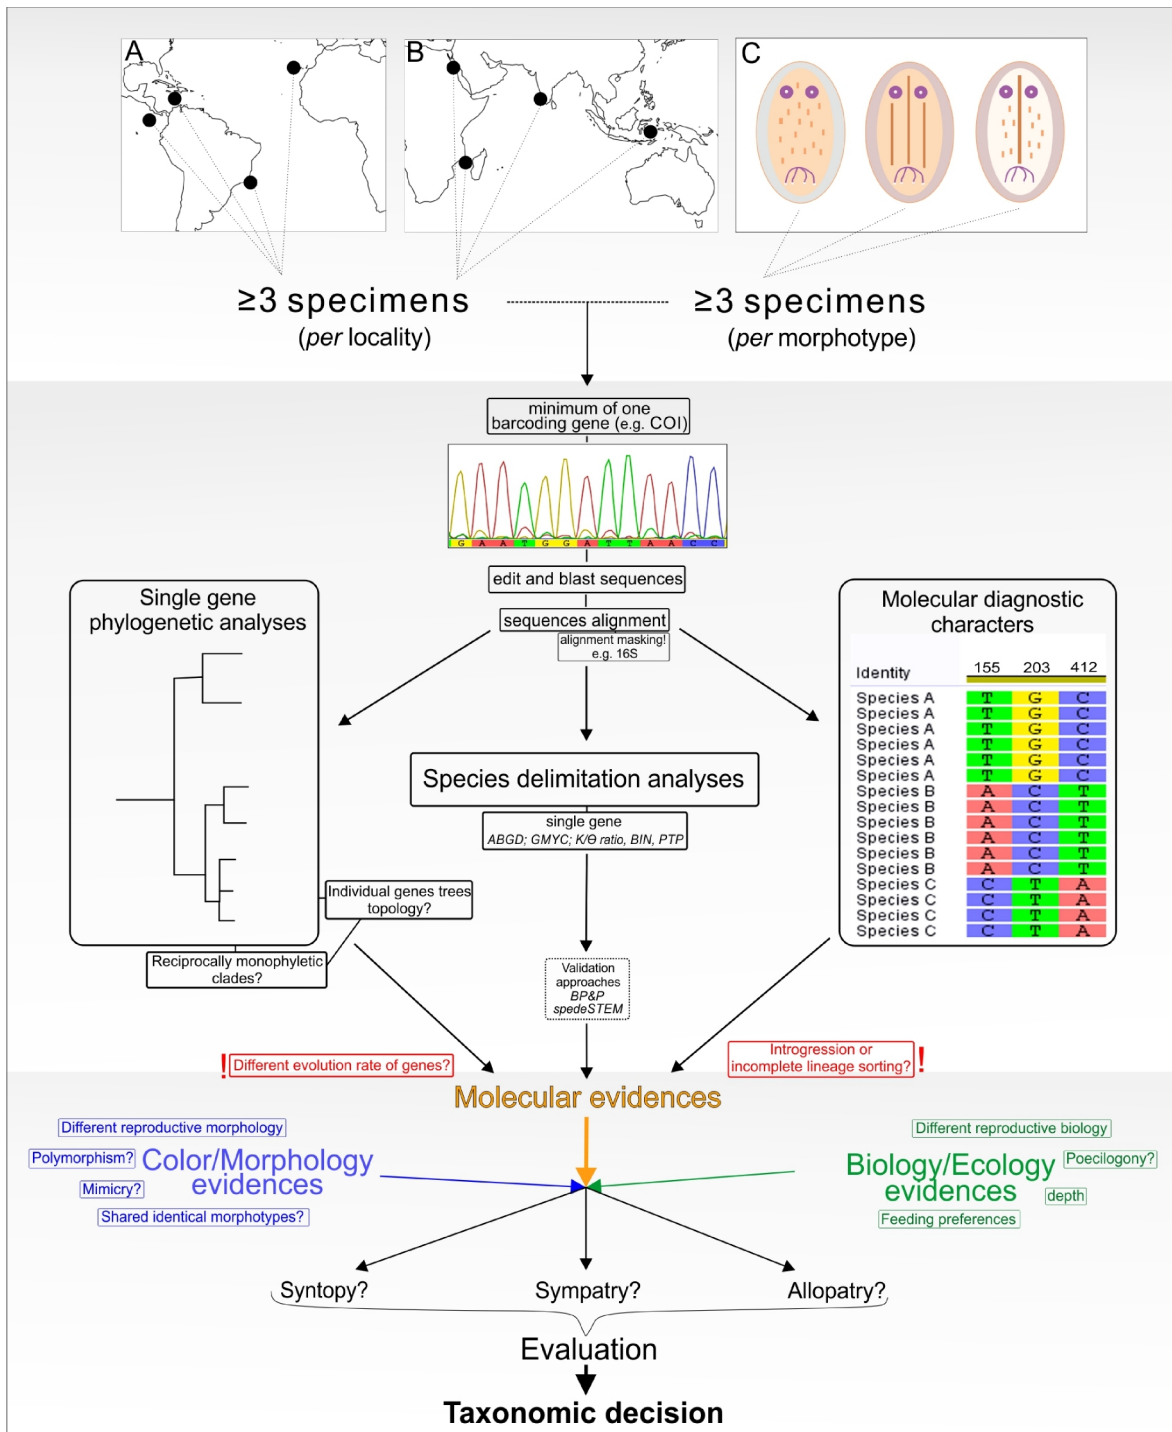 A
B
C
≥3 specimens
(per locality)
≥3 specimens
(per morphotype)
minimum of one
barcoding gene (e.g. COI)
G A A T G G A T T A A C C
edit and blast sequences
sequences alignment
alignment masking!
e.g. 16S
Single gene
phylogenetic analyses
Individual genes trees
topology?
Reciprocally monophyletic
clades?
Species delimitation analyses
single gene
ABGD; GMYC; K/Θ ratio, BIN, PTP
Validation
approaches
BP&P
spedeSTEM
Molecular diagnostic
characters
Identity 155 203 412
Species A T G C
Species A T G C
Species A T G C
Species A T G C
Species A T G C
Species A T G C
Species B A C T
Species B A C T
Species B A C T
Species B A C T
Species B A C T
Species B A C T
Species C C T A
Species C C T A
Species C C T A
Species C C T A
! Different evolution rate of genes?
Introgression or
incomplete lineage sorting? !
Molecular evidences
Different reproductive morphology
Polymorphism?
Color/Morphology
evidences
Mimicry?
Shared identical morphotypes?
Different reproductive biology
Biology/Ecology
evidences
Poecilogony?
depth
Feeding preferences
Syntopy?
Sympatry?
Allopatry?
Evaluation
Taxonomic decision